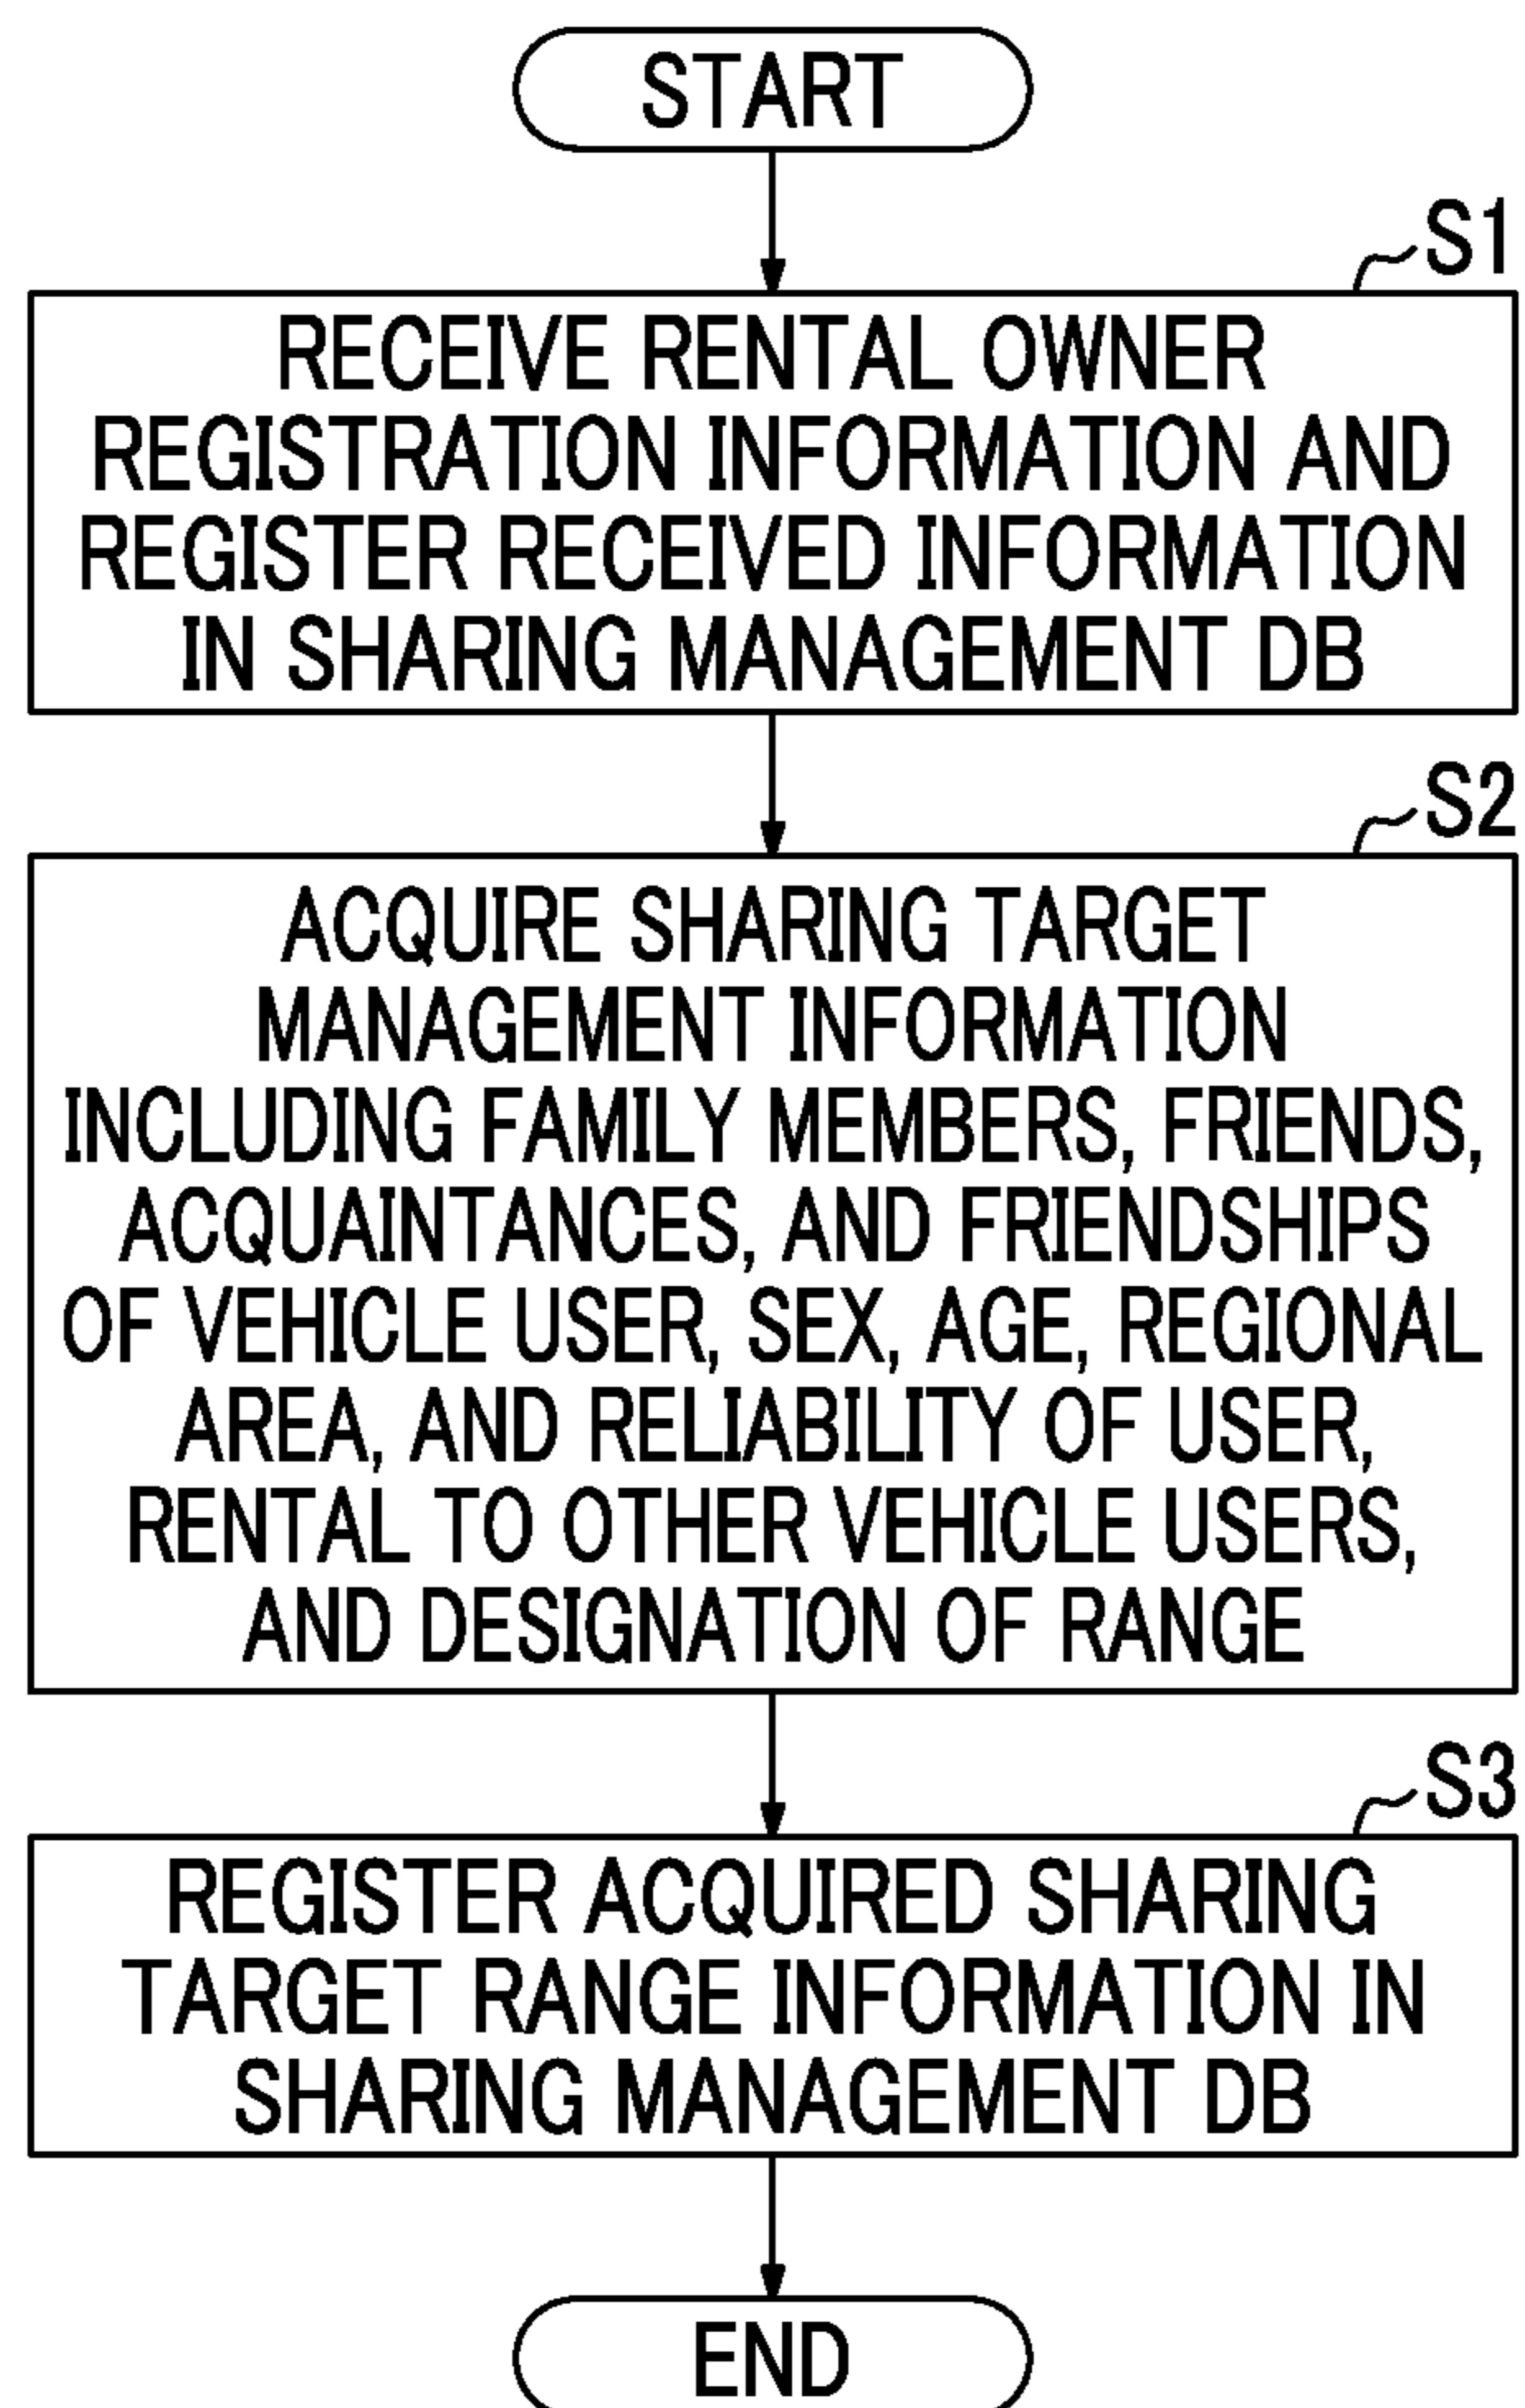 START
S1
RECEIVE RENTAL OWNER
REGISTRATION INFORMATION AND
REGISTER RECEIVED INFORMATION
IN SHARING MANAGEMENT DB
S2
ACQUIRE SHARING TARGET
MANAGEMENT INFORMATION
INCLUDING FAMILY MEMBERS, FRIENDS,
ACQUAINTANCES, AND FRIENDSHIPS
OF VEHICLE USER, SEX, AGE, REGIONAL
AREA, AND RELIABILITY OF USER,
RENTAL TO OTHER VEHICLE USERS,
AND DESIGNATION OF RANGE
S3
REGISTER ACQUIRED SHARING
TARGET RANGE INFORMATION IN
SHARING MANAGEMENT DB
END